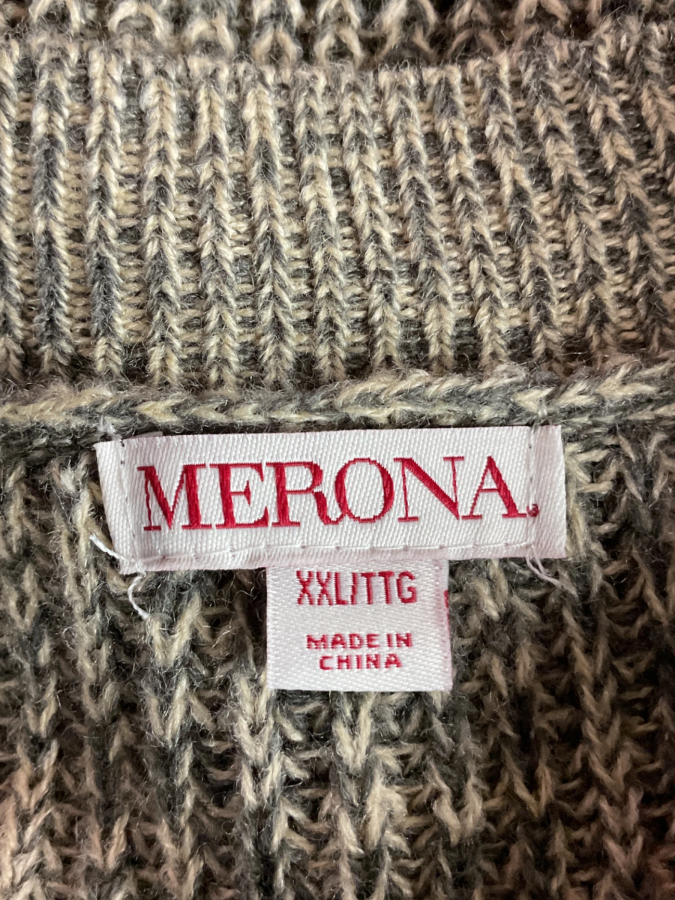 MERONA.
XXL/TTG
MADE IN
CHINA